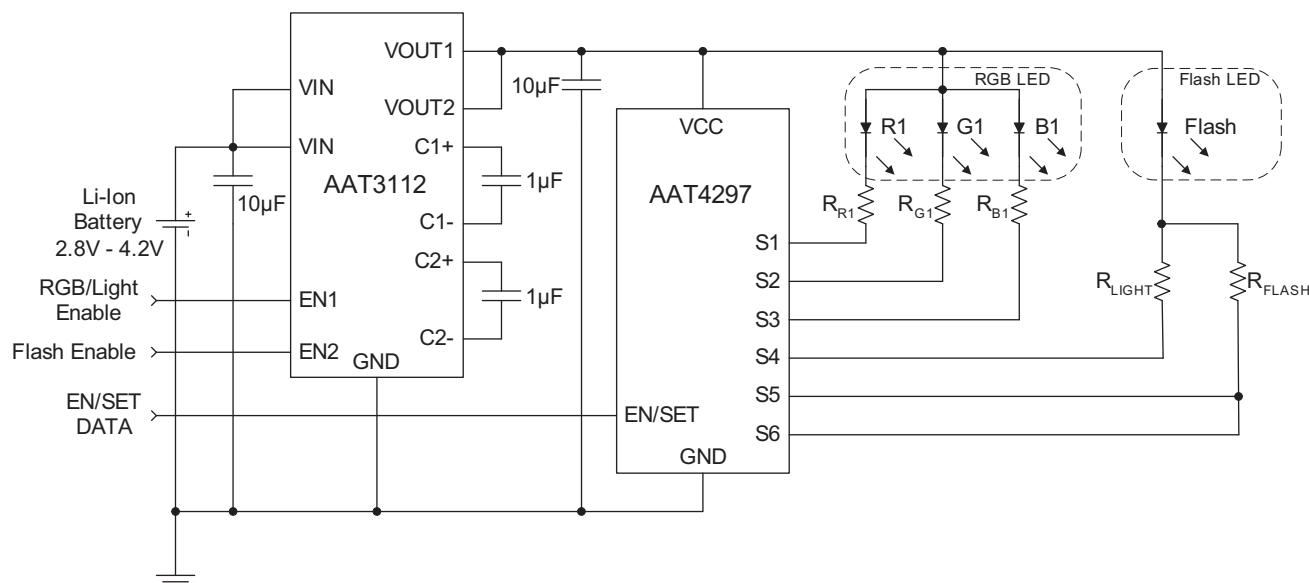 VOUT1
VIN
VOUT2
VIN
C1+
AAT3112
C1-
C2+
C2-
EN1
EN2
GND
10µF
1µF
1µF
10µF
Li-Ion
Battery
2.8V - 4.2V
+
-
RGB/Light
Enable
Flash Enable
EN/SET
DATA
VCC
AAT4297
S1
S2
S3
S4
S5
S6
EN/SET
GND
RGB LED
R1
G1
B1
RR1
RG1
RB1
Flash LED
Flash
RLIGHT
RFLASH